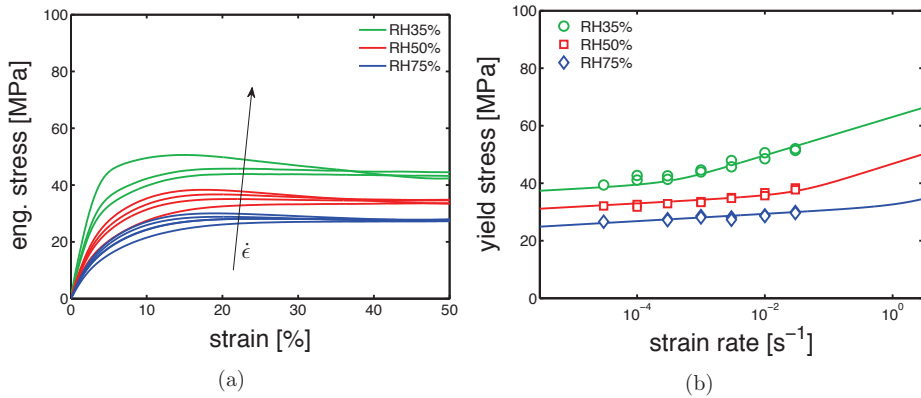 100
80
60
40
20
0
eng. stress [MPa]
0 10 20 30 40 50
strain [%]
RH35%
RH50%
RH75%
ϵ̇
(a)
100
80
60
40
20
0
yield stress [MPa]
10⁻⁴ 10⁻² 10⁰
strain rate [s⁻¹]
RH35%
RH50%
RH75%
(b)